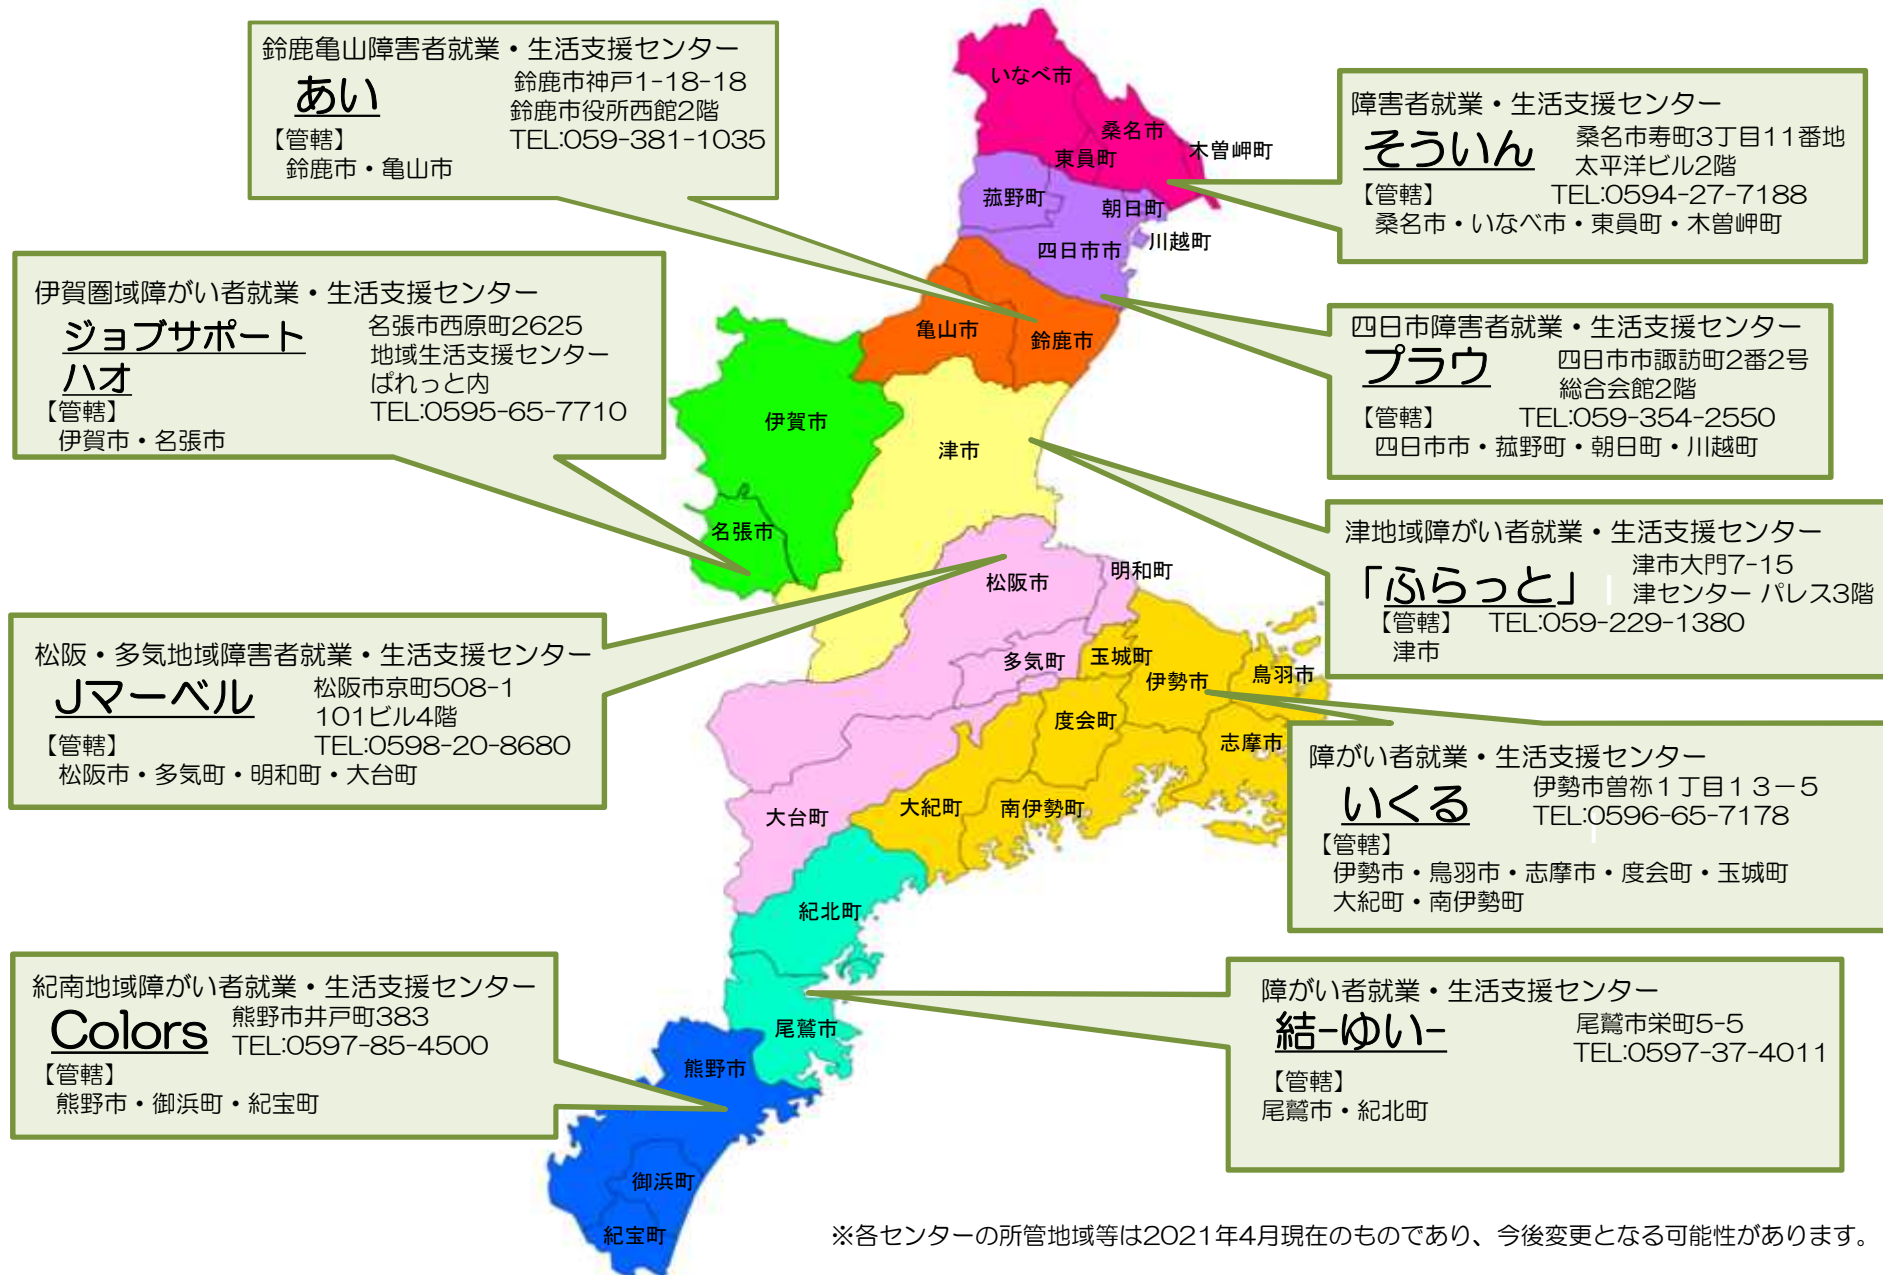 鈴鹿亀山障害者就業・生活支援センター
あい
鈴鹿市神戸1-18-18
鈴鹿市役所西館2階
TEL:059-381-1035
【管轄】
鈴鹿市・亀山市
障害者就業・生活支援センター
そういん
桑名市寿町3丁目11番地
太平洋ビル2階
TEL:0594-27-7188
【管轄】
桑名市・いなべ市・東員町・木曽岬町
伊賀圏域障がい者就業・生活支援センター
ジョブサポート
ハオ
名張市西原町2625
地域生活支援センター
ぱれっと内
TEL:0595-65-7710
【管轄】
伊賀市・名張市
四日市障害者就業・生活支援センター
プラウ
四日市市諏訪町2番2号
総合会館2階
TEL:059-354-2550
【管轄】
四日市市・菰野町・朝日町・川越町
津地域障がい者就業・生活支援センター
「ふらっと」
津市大門7-15
津センター パレス3階
TEL:059-229-1380
【管轄】
津市
松阪・多気地域障害者就業・生活支援センター
Jマーベル
松阪市京町508-1
101ビル4階
TEL:0598-20-8680
【管轄】
松阪市・多気町・明和町・大台町
障がい者就業・生活支援センター
いくる
伊勢市曽祢1丁目13-5
TEL:0596-65-7178
【管轄】
伊勢市・鳥羽市・志摩市・度会町・玉城町
大紀町・南伊勢町
紀南地域障がい者就業・生活支援センター
Colors
熊野市井戸町383
TEL:0597-85-4500
【管轄】
熊野市・御浜町・紀宝町
障がい者就業・生活支援センター
結-ゆい-
尾鷲市栄町5-5
TEL:0597-37-4011
【管轄】
尾鷲市・紀北町
いなべ市
桑名市
東員町
木曽岬町
菰野町
朝日町
川越町
四日市市
亀山市
鈴鹿市
伊賀市
津市
名張市
松阪市
明和町
多気町
玉城町
伊勢市
鳥羽市
度会町
志摩市
大台町
大紀町
南伊勢町
紀北町
尾鷲市
熊野市
御浜町
紀宝町
※各センターの所管地域等は2021年4月現在のものであり、今後変更となる可能性があります。